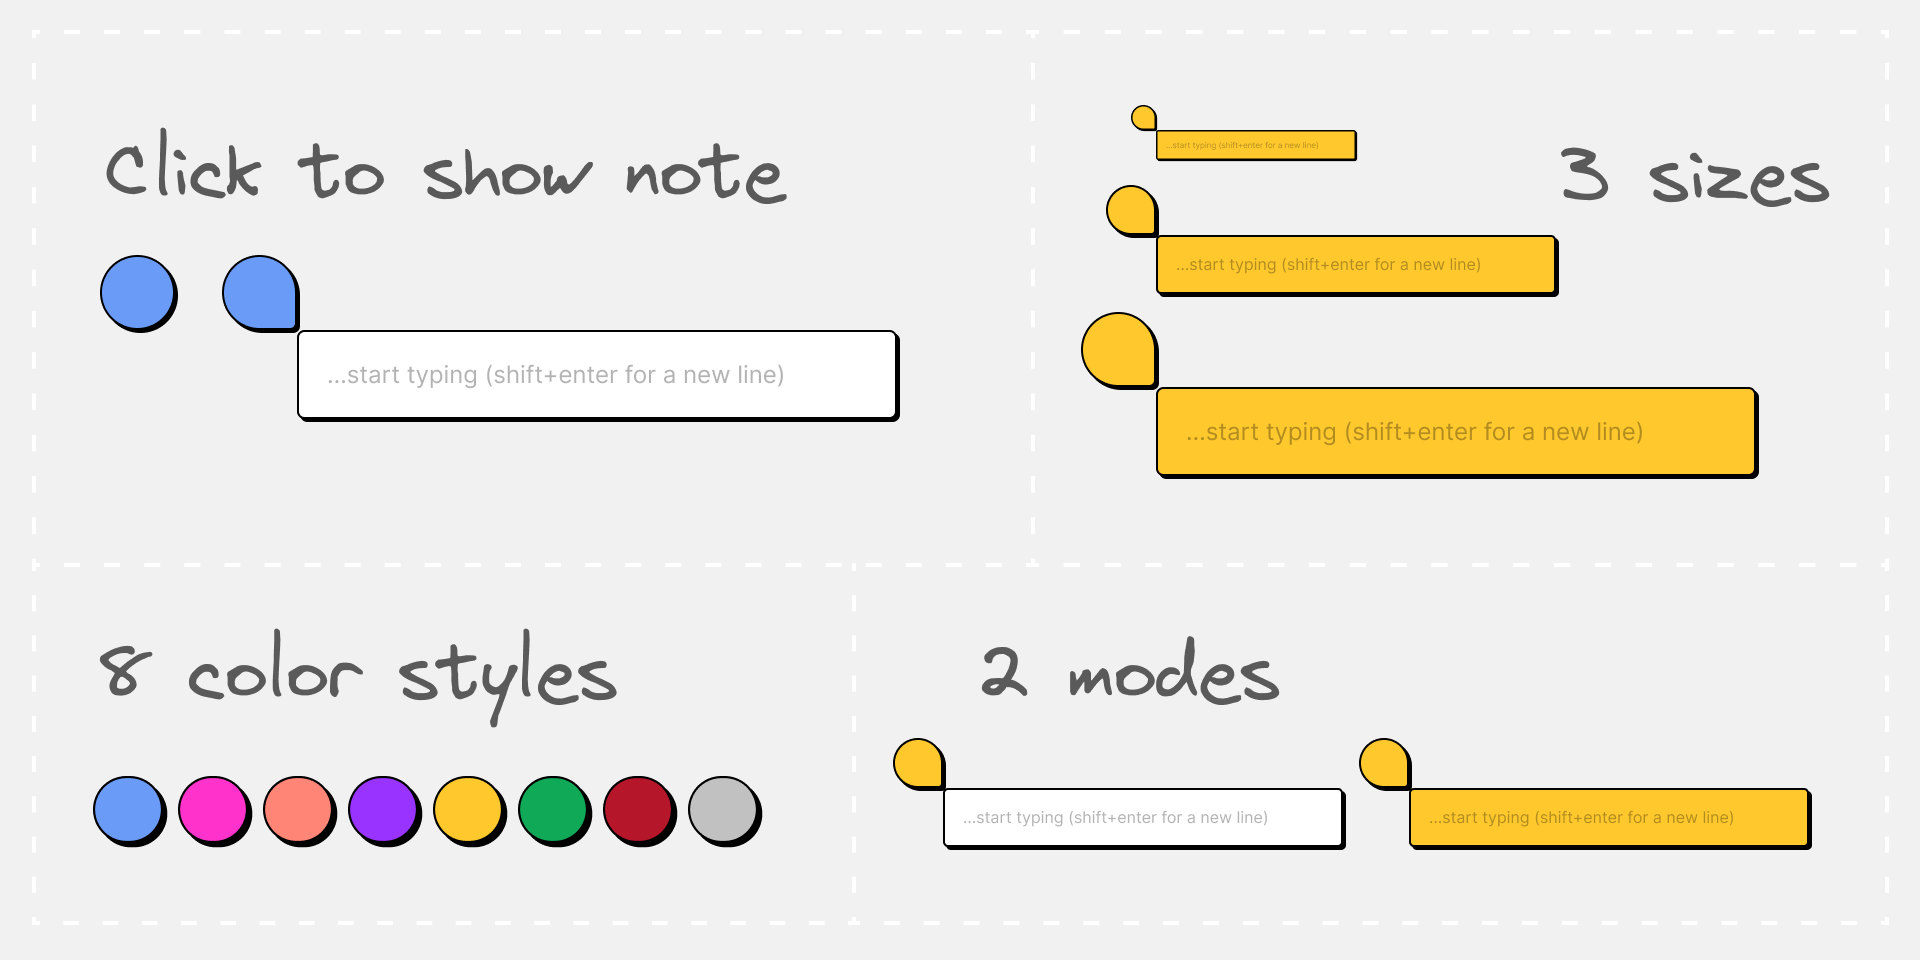 Click to show note
...start typing (shift+enter for a new line)
3 sizes
...start typing (shift+enter for a new line)
...start typing (shift+enter for a new line)
...start typing (shift+enter for a new line)
8 color styles
2 modes
...start typing (shift+enter for a new line)
...start typing (shift+enter for a new line)